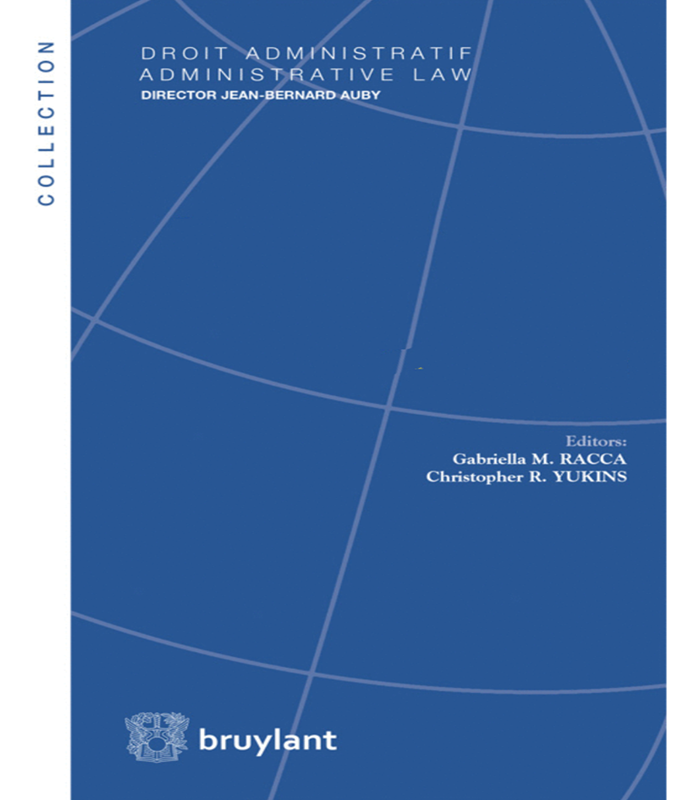 COLLECTION
DROIT ADMINISTRATIF
ADMINISTRATIVE LAW
DIRECTOR JEAN-BERNARD AUBY
Editors:
Gabriella M. RACCA
Christopher R. YUKINS
bruylant